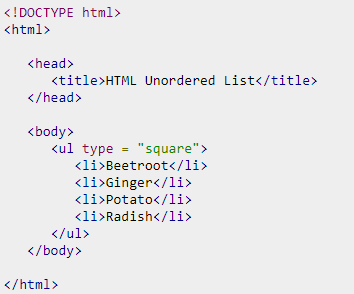 <!DOCTYPE html>
<html>
<head>
<title>HTML Unordered List</title>
</head>
<body>
<ul type = "square">
<li>Beetroot</li>
<li>Ginger</li>
<li>Potato</li>
<li>Radish</li>
</ul>
</body>
</html>